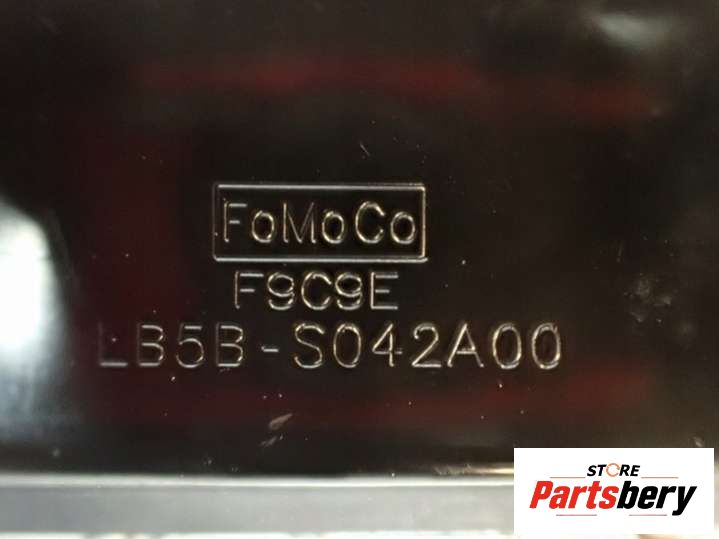 FoMoCo
F9C9E
LB5B-S042A00
STORE
Partsbery